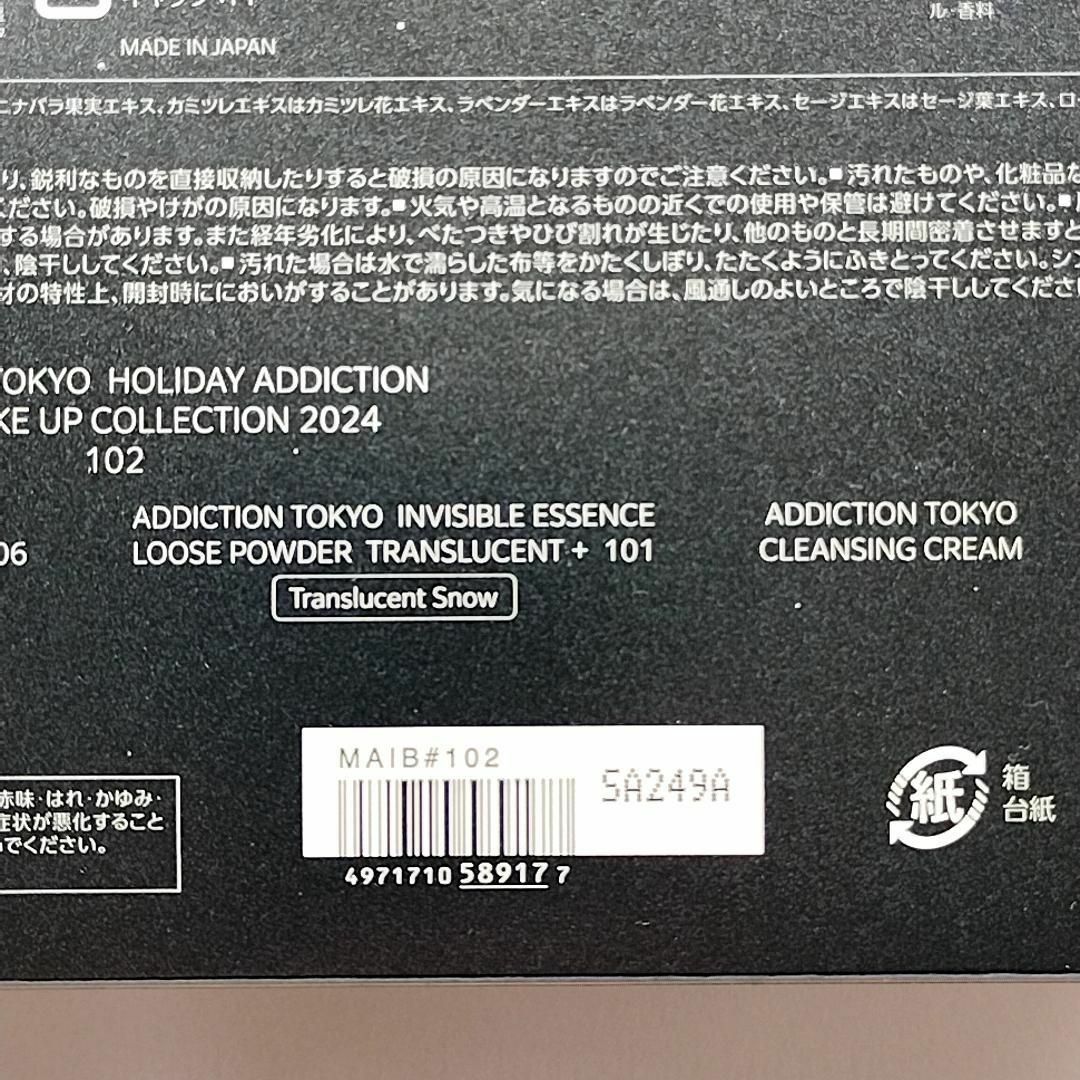 ル・香料
MADE IN JAPAN
ニナバラ果実エキス、カミツレエキスはカミツレ花エキス、ラベンダーエキスはラベンダー花エキス、セージエキスはセージ葉エキス、ロ
り、鋭利なものを直接収納したりすると破損の原因になりますのでご注意ください。■汚れたものや、化粧品な
ください。破損やけがの原因になります。■火気や高温となるものの近くでの使用や保管は避けてください。■
する場合があります。また経年劣化により、べたつきやひび割れが生じたり、他のものと長期間密着させますと
、陰干ししてください。■汚れた場合は水で濡らした布等をかたくしぼり、たたくようにふきとってください。シ
材の特性上、開封時ににおいがすることがあります。気になる場合は、風通しのよいところで陰干ししてくださ
TOKYO HOLIDAY ADDICTION
KE UP COLLECTION 2024
102
06
ADDICTION TOKYO INVISIBLE ESSENCE
LOOSE POWDER TRANSLUCENT + 101
Translucent Snow
ADDICTION TOKYO
CLEANSING CREAM
赤味・はれ・かゆみ・
症状が悪化すること
でください。
MAIB#102
5A249A
4971710 58917 7
紙
箱
台紙